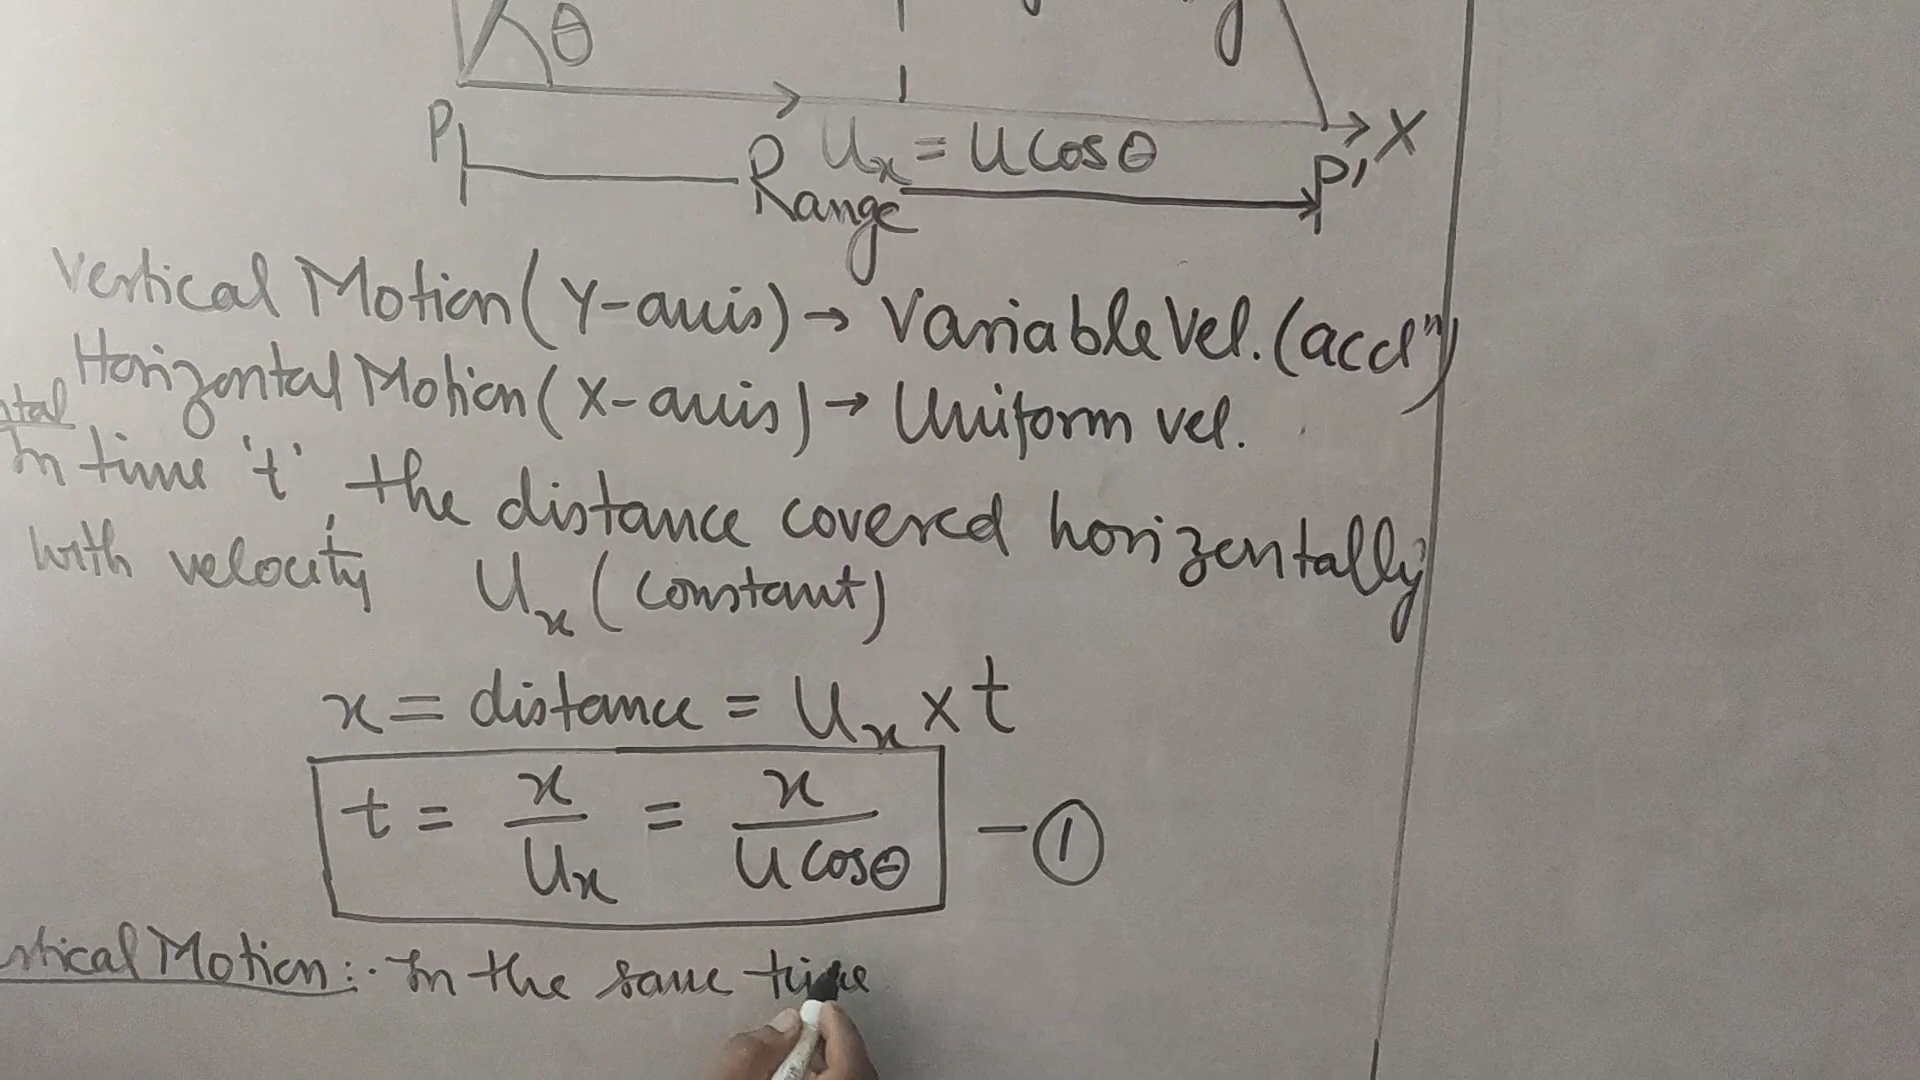 θ
P
X
Uₓ = U cos θ
P'
Range
Vertical Motion (Y-axis) → Variable Vel. (accⁿ)
Horizontal Motion (X-axis) → Uniform vel.
In time 't', the distance covered horizontally
with velocity Uₓ (constant)
x = distance = Uₓ × t
t = x/Uₓ = x/(U cos θ) - ①
Motion :- In the same time